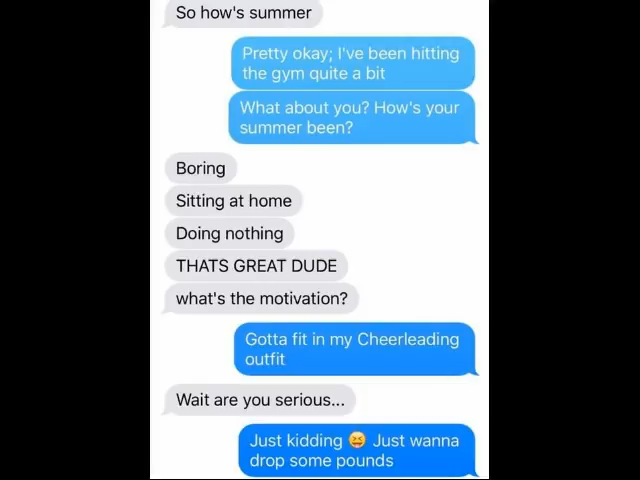 So how's summer
Pretty okay; I've been hitting
the gym quite a bit
What about you? How's your
summer been?
Boring
Sitting at home
Doing nothing
THATS GREAT DUDE
what's the motivation?
Gotta fit in my Cheerleading
outfit
Wait are you serious...
Just kidding 😝 Just wanna
drop some pounds